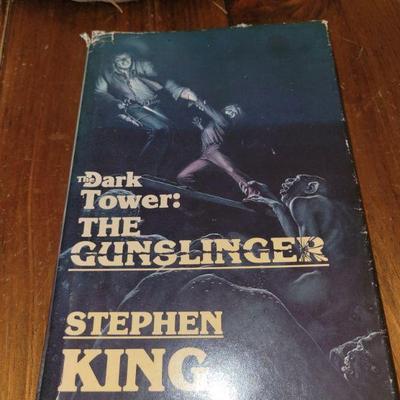 The Dark
Tower:
THE
GUNSLINGER
STEPHEN
KING